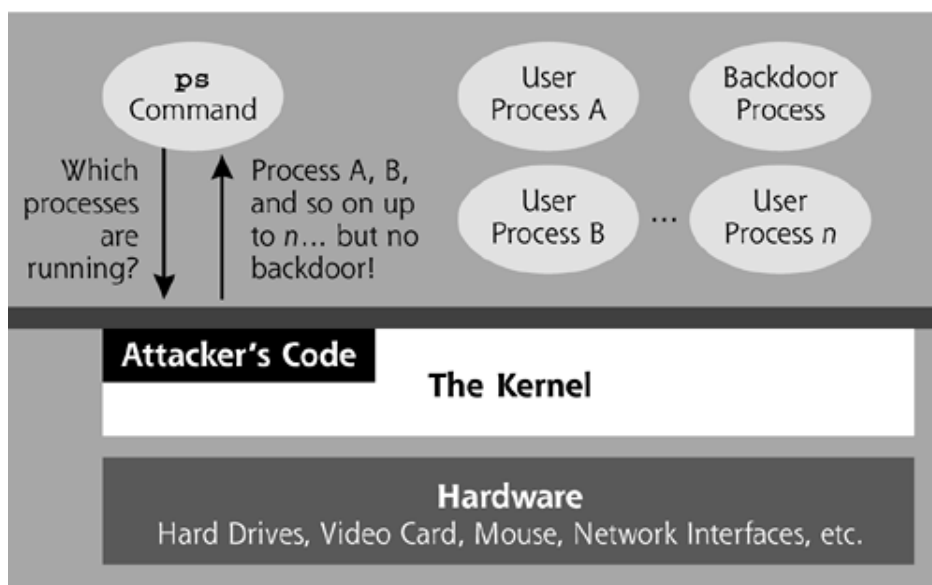 ps
Command
User
Process A
Backdoor
Process
Which
processes
are
running?
Process A, B,
and so on up
to n... but no
backdoor!
User
Process B
...
User
Process n
Attacker's Code
The Kernel
Hardware
Hard Drives, Video Card, Mouse, Network Interfaces, etc.